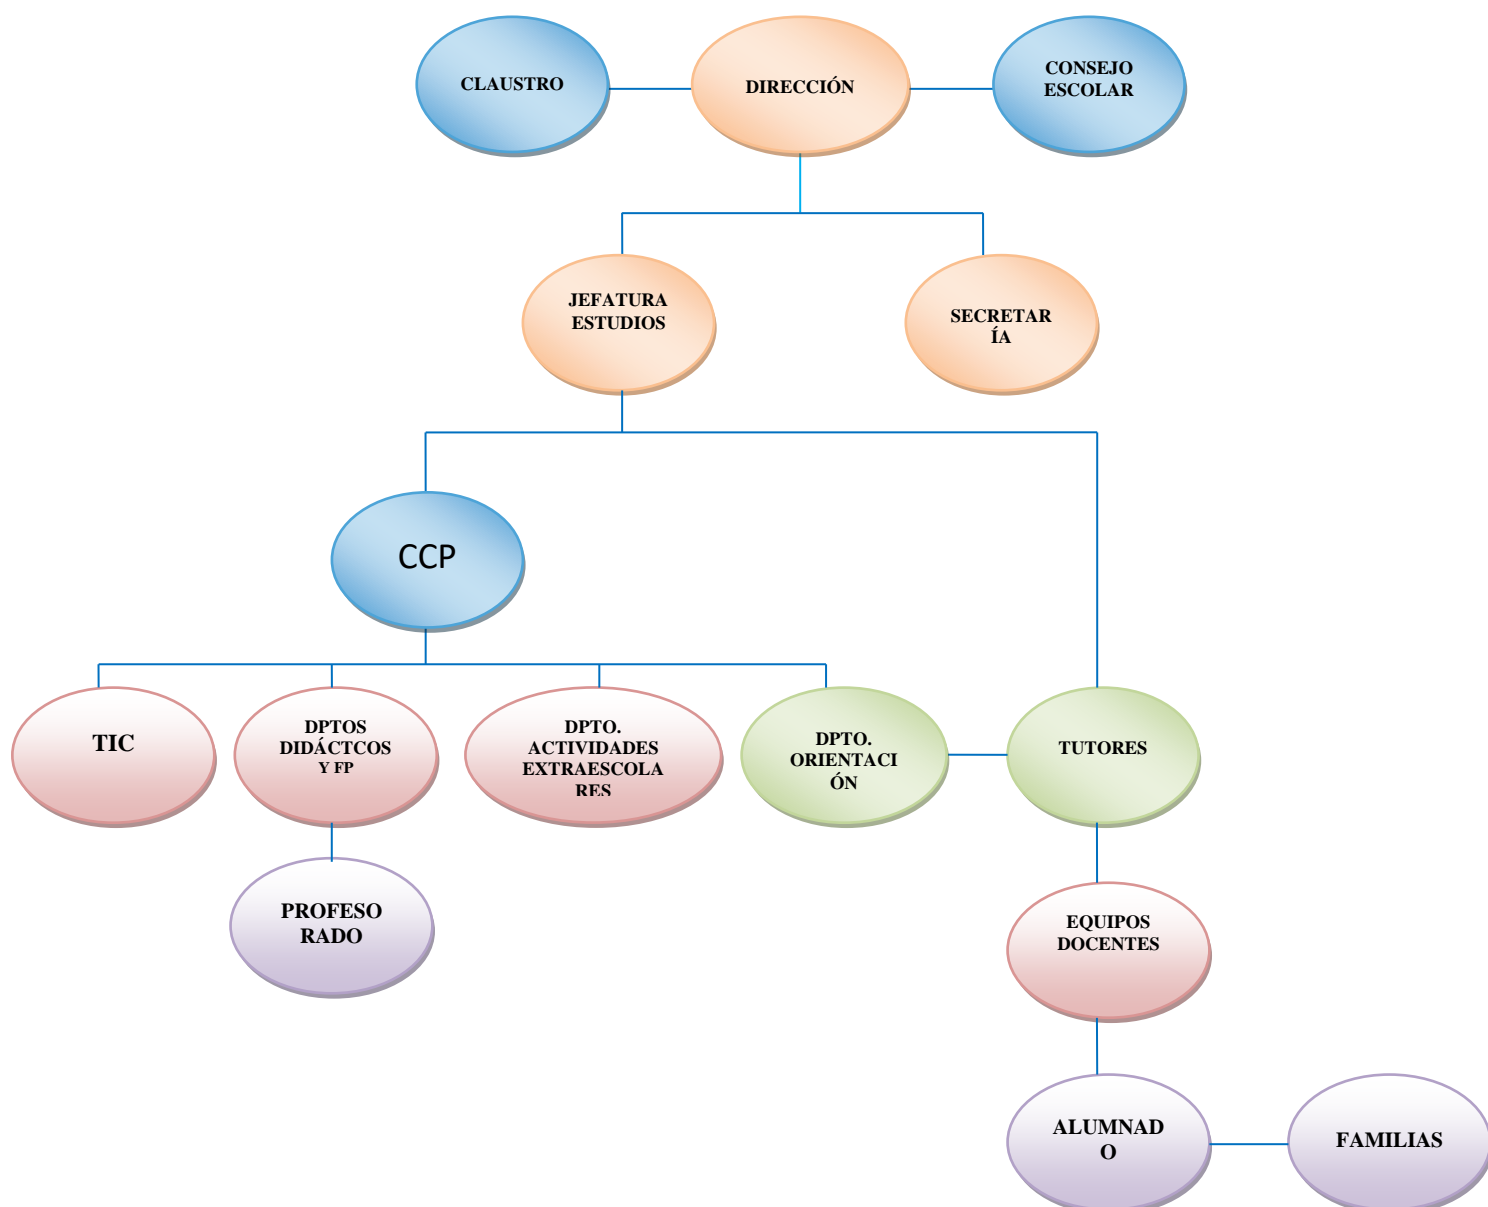 CLAUSTRO
DIRECCIÓN
CONSEJO
ESCOLAR
JEFATURA
ESTUDIOS
SECRETAR
ÍA
CCP
TIC
DPTOS
DIDÁCTCOS
Y FP
DPTO.
ACTIVIDADES
EXTRAESCOLA
RES
DPTO.
ORIENTACI
ÓN
TUTORES
PROFESO
RADO
EQUIPOS
DOCENTES
ALUMNAD
O
FAMILIAS